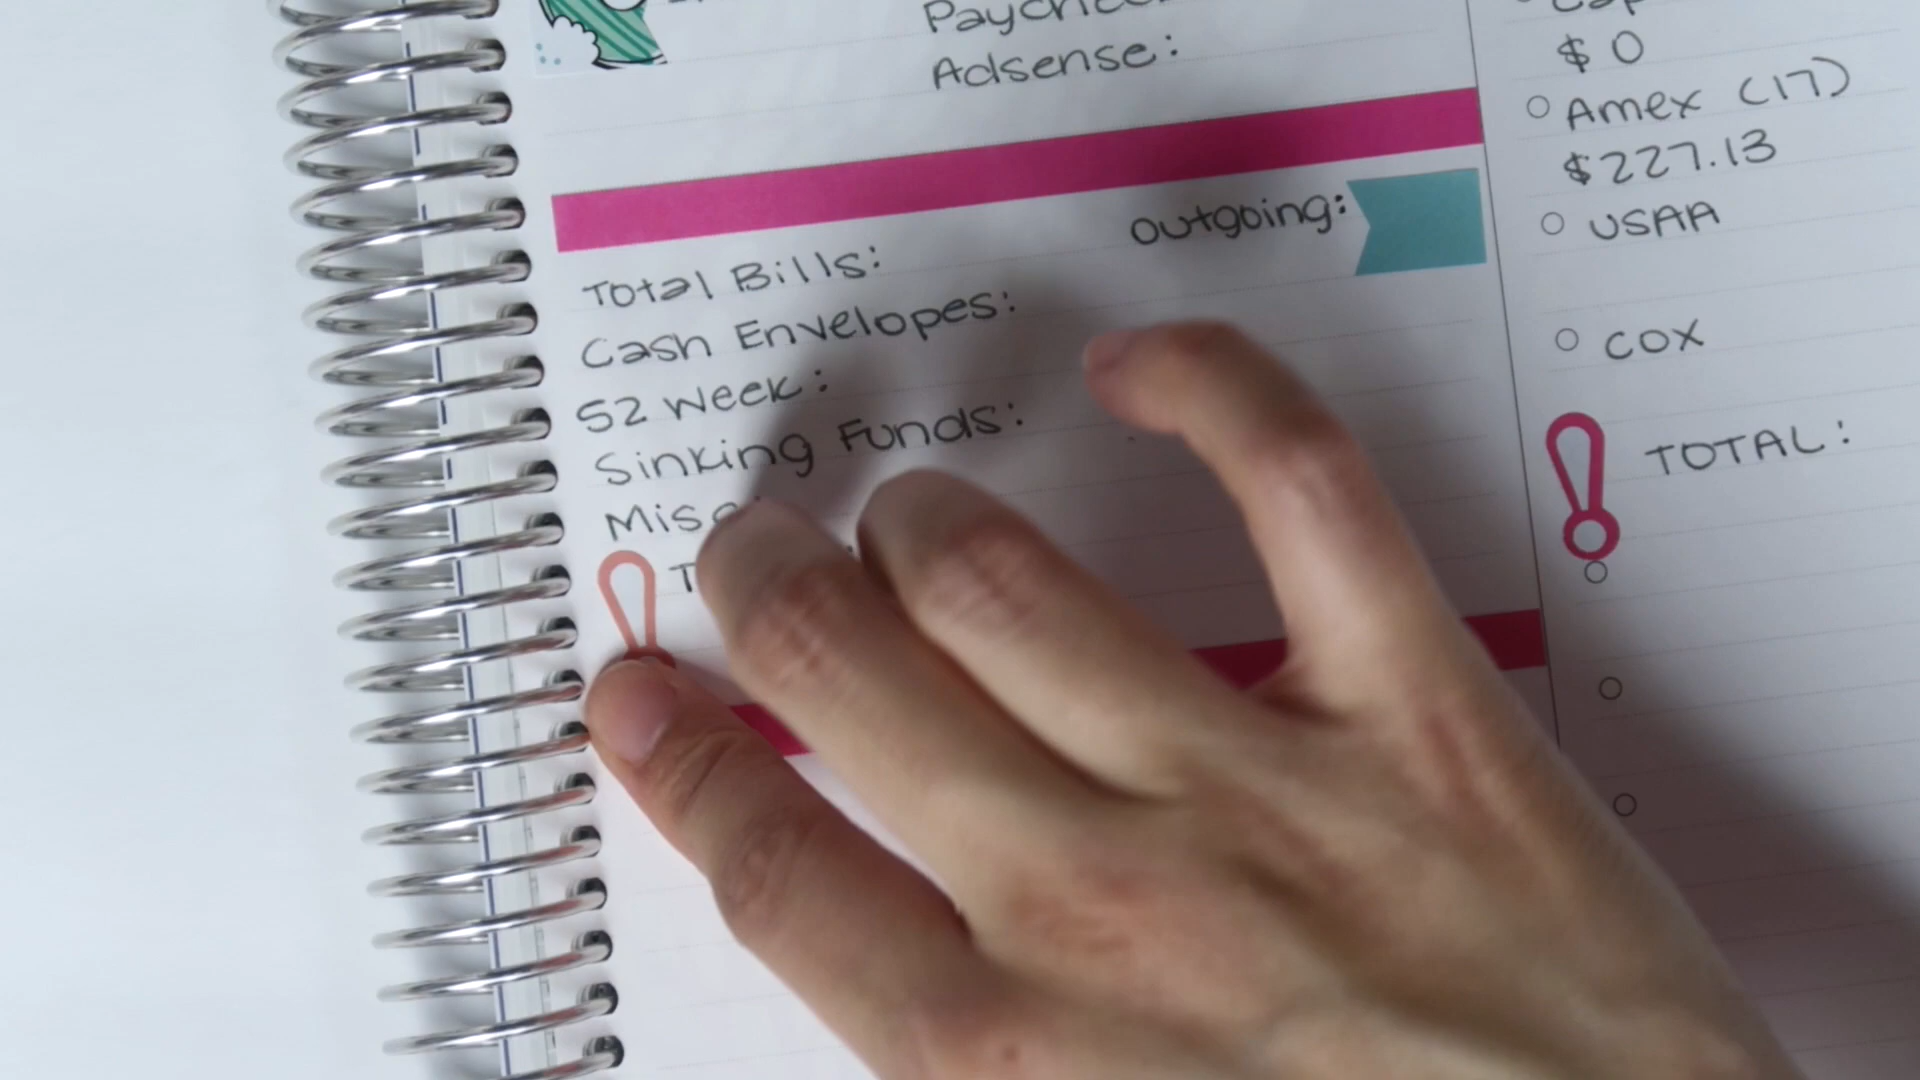 Adsense:
outgoing:
Total Bills:
Cash Envelopes:
52 Week:
Sinking Funds:
$ 0
Amex (17)
$227.13
USAA
COX
TOTAL: